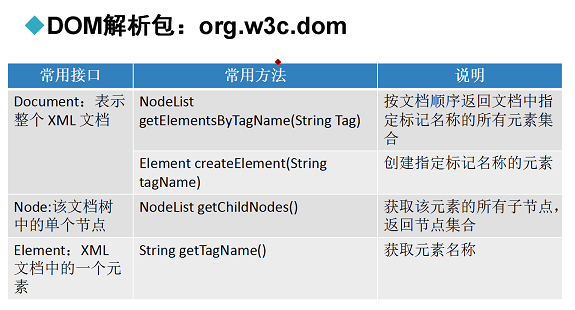 DOM解析包：org.w3c.dom
常用接口 常用方法 说明
Document：表示
整个 XML 文档
NodeList
getElementsByTagName(String Tag)
按文档顺序返回文档中指
定标记名称的所有元素集
合
Element createElement(String
tagName)
创建指定标记名称的元素
Node:该文档树
中的单个节点
NodeList getChildNodes()
获取该元素的所有子节点，
返回节点集合
Element：XML
文档中的一个元
素
String getTagName()
获取元素名称